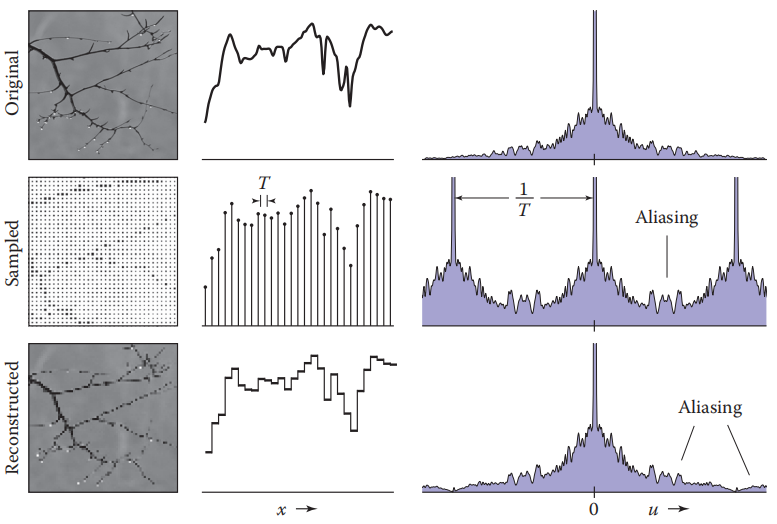 Original
Sampled
T
1
T
Aliasing
Reconstructed
Aliasing
x →
0 u →